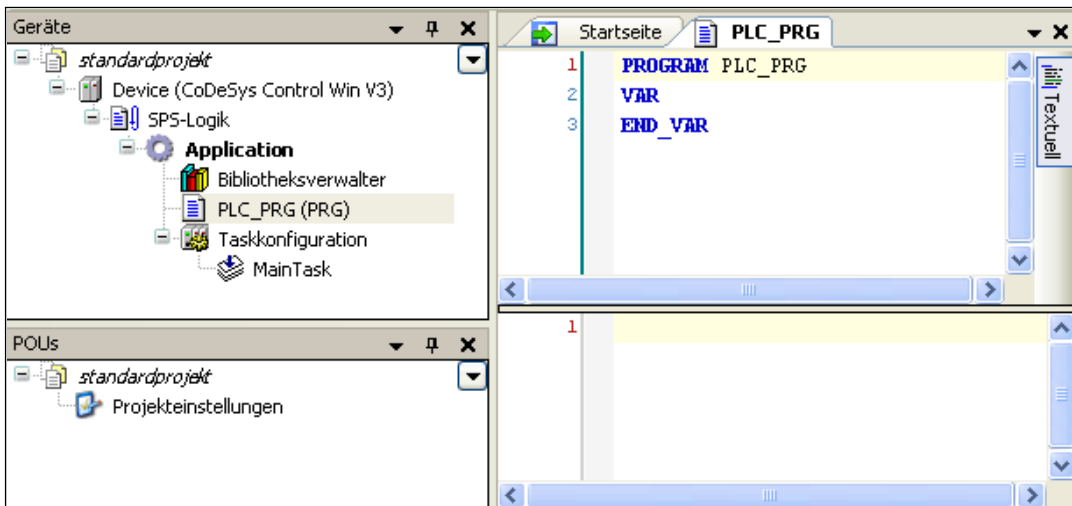 Geräte
standardprojekt
Device (CoDeSys Control Win V3)
SPS-Logik
Application
Bibliotheksverwalter
PLC_PRG (PRG)
Taskkonfiguration
MainTask
POUs
standardprojekt
Projekteinstellungen
Startseite PLC_PRG
1 PROGRAM PLC_PRG
2 VAR
3 END_VAR
Textuell
1